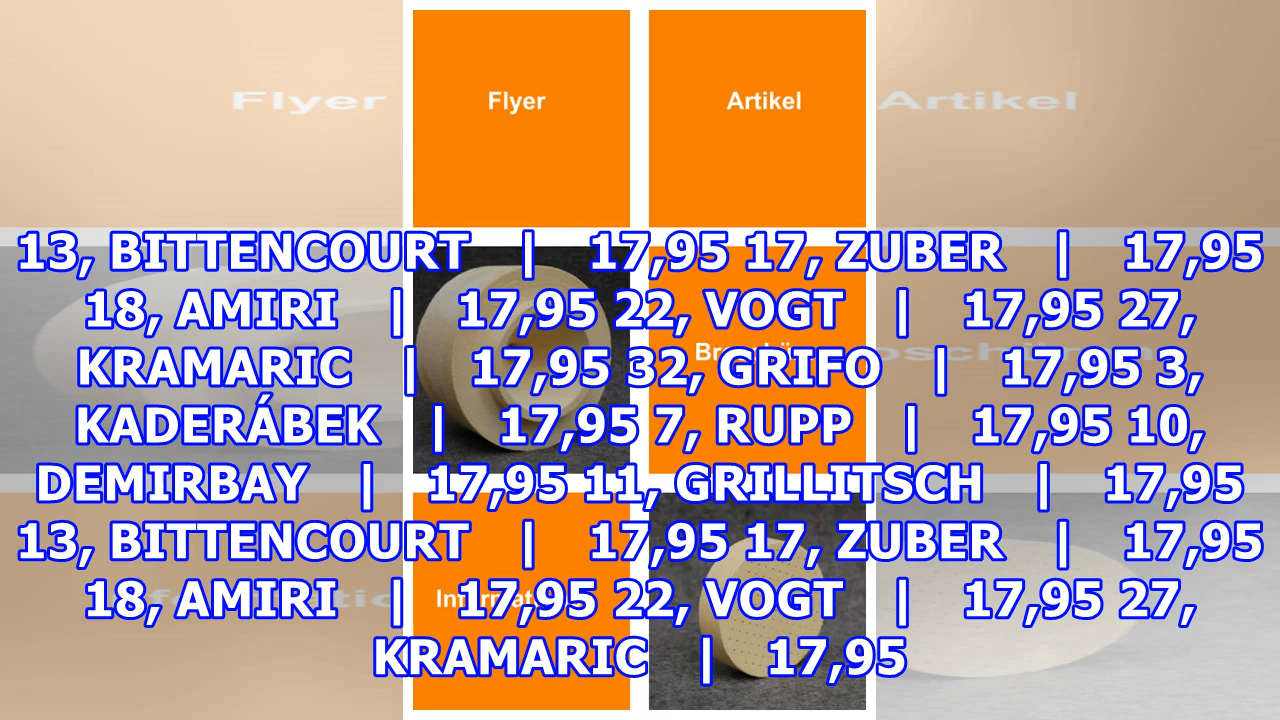 Flyer
Artikel
Flyer
Artikel
13, BITTENCOURT | 17,95 17, ZUBER | 17,95
18, AMIRI | 17,95 22, VOGT | 17,95 27,
KRAMARIC | 17,95 32, GRIFO | 17,95 3,
KADERÁBEK | 17,95 7, RUPP | 17,95 10,
DEMIRBAY | 17,95 11, GRILLITSCH | 17,95
13, BITTENCOURT | 17,95 17, ZUBER | 17,95
18, AMIRI | 17,95 22, VOGT | 17,95 27,
KRAMARIC | 17,95